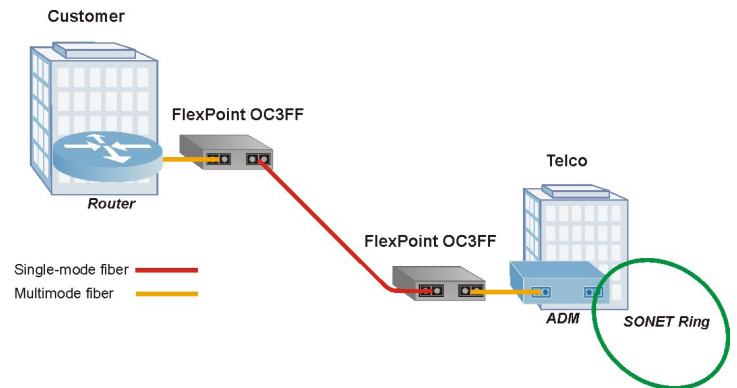 Customer
FlexPoint OC3FF
Router
Telco
FlexPoint OC3FF
Single-mode fiber
Multimode fiber
ADM
SONET Ring